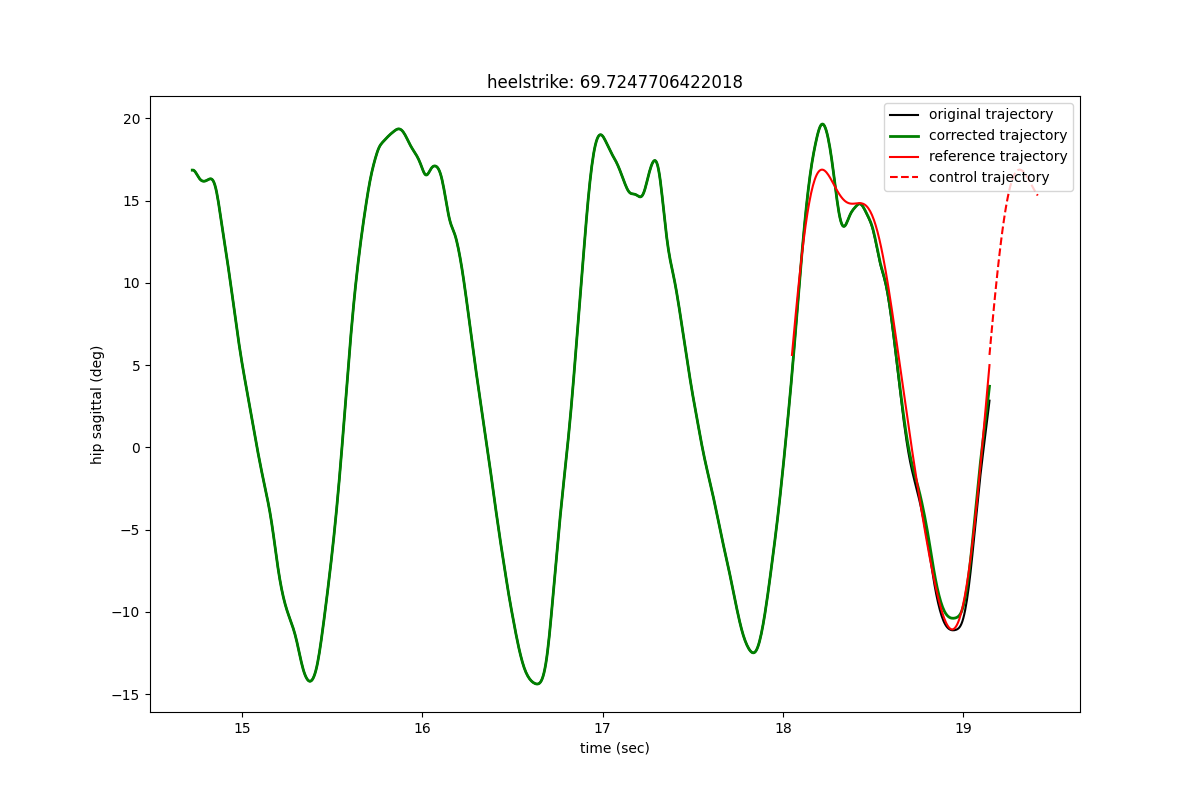 heelstrike: 69.7247706422018
20
15
10
5
0
−5
−10
−15
hip sagittal (deg)
original trajectory
corrected trajectory
reference trajectory
control trajectory
15 16 17 18 19
time (sec)